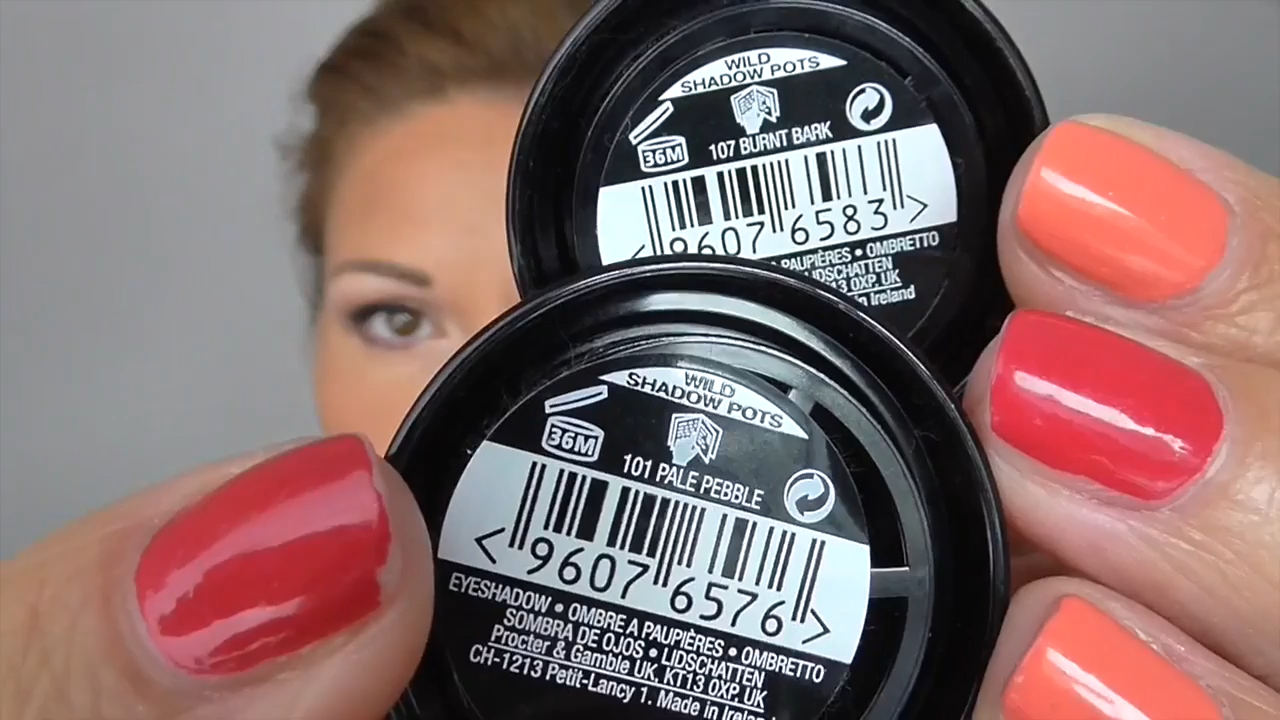 WILD
SHADOW POTS
36M
107 BURNT BARK
9607 6583 >
PAUPIÈRES • OMBRETTO
LIDSCHATTEN
KT13 0XP, UK
in Ireland
WILD
SHADOW POTS
36M
101 PALE PEBBLE
< 9607 6576 >
EYESHADOW • OMBRE A PAUPIÈRES • OMBRETTO
SOMBRA DE OJOS • LIDSCHATTEN
Procter & Gamble UK, KT13 0XP, UK
CH-1213 Petit-Lancy 1. Made in